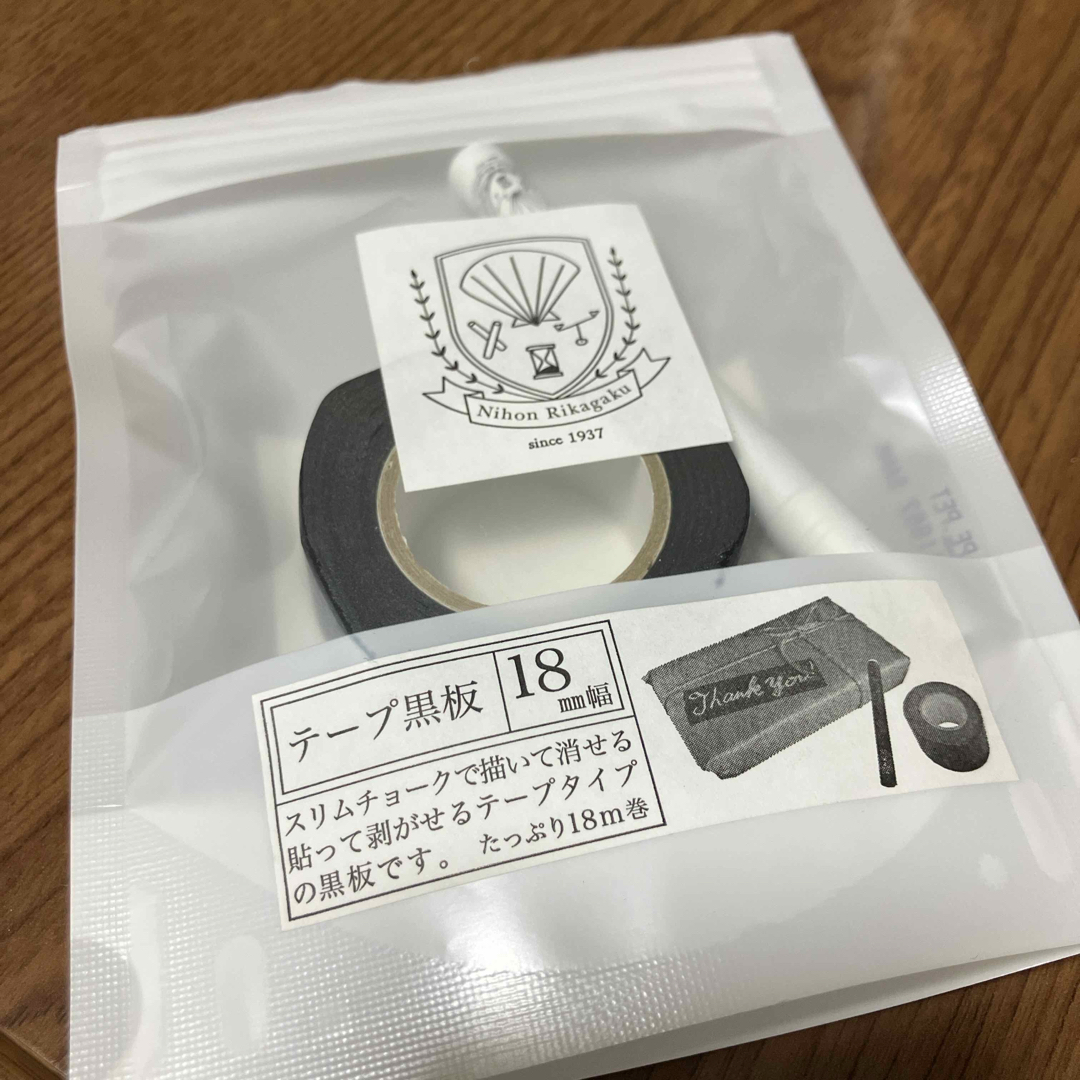 Nihon Rikagaku
since 1937
テープ黒板
18
mm幅
スリムチョークで描いて消せる
貼って剥がせるテープタイプ
の黒板です。 たっぷり18m巻
Thank you!
PE, PET